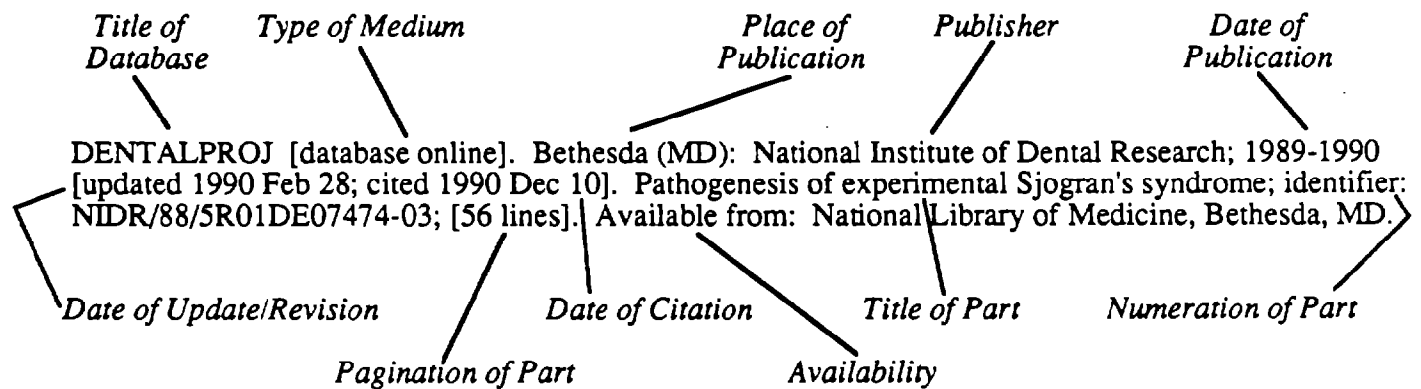 Title of Database Type of Medium Place of Publication Publisher Date of Publication
DENTALPROJ [database online]. Bethesda (MD): National Institute of Dental Research; 1989-1990
[updated 1990 Feb 28; cited 1990 Dec 10]. Pathogenesis of experimental Sjogran's syndrome; identifier:
NIDR/88/5R01DE07474-03; [56 lines]. Available from: National Library of Medicine, Bethesda, MD.
Date of Update/Revision Date of Citation Title of Part Numeration of Part
Pagination of Part Availability